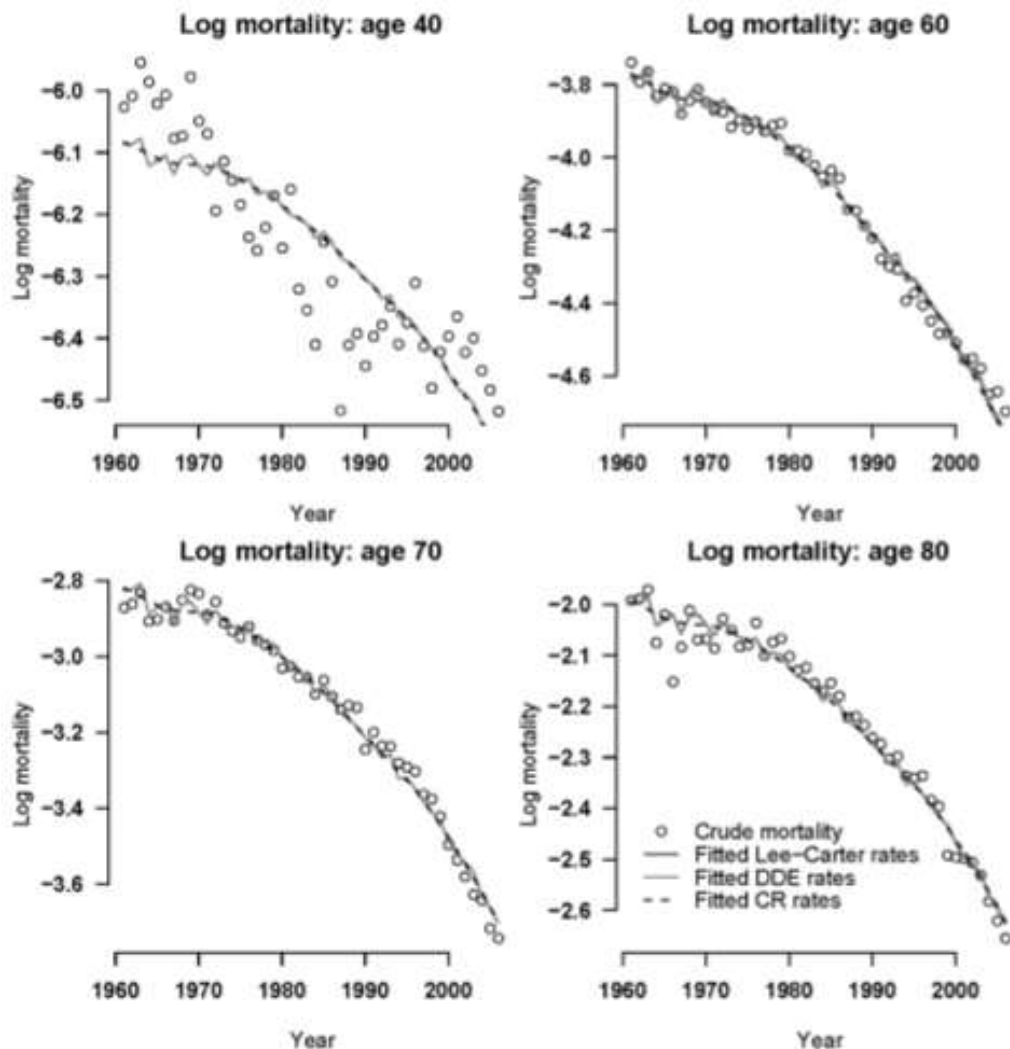 Log mortality: age 40
−6.0
−6.1
−6.2
−6.3
−6.4
−6.5
Log mortality
1960 1970 1980 1990 2000
Year
Log mortality: age 60
−3.8
−4.0
−4.2
−4.4
−4.6
Log mortality
1960 1970 1980 1990 2000
Year
Log mortality: age 70
−2.8
−3.0
−3.2
−3.4
−3.6
Log mortality
1960 1970 1980 1990 2000
Year
Log mortality: age 80
−2.0
−2.1
−2.2
−2.3
−2.4
−2.5
−2.6
Log mortality
Crude mortality
Fitted Lee−Carter rates
Fitted DDE rates
Fitted CR rates
1960 1970 1980 1990 2000
Year